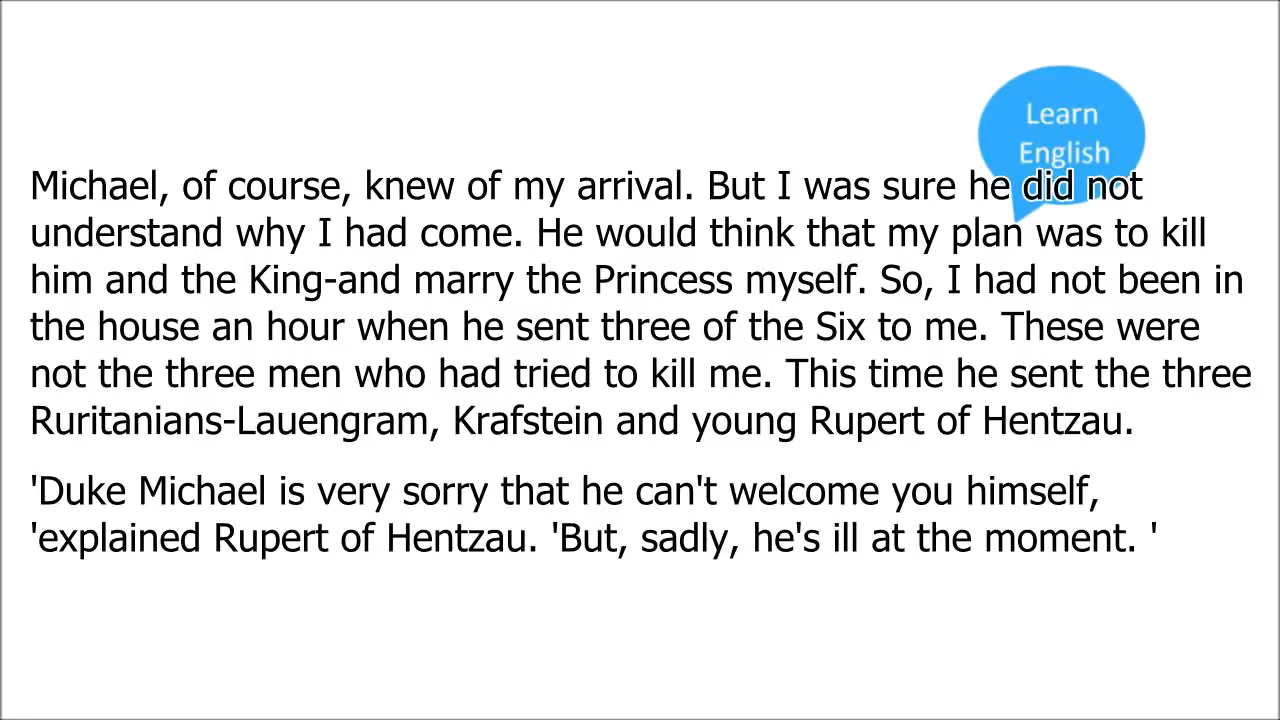 Learn
English
Michael, of course, knew of my arrival. But I was sure he did not
understand why I had come. He would think that my plan was to kill
him and the King-and marry the Princess myself. So, I had not been in
the house an hour when he sent three of the Six to me. These were
not the three men who had tried to kill me. This time he sent the three
Ruritanians-Lauengram, Krafstein and young Rupert of Hentzau.
'Duke Michael is very sorry that he can't welcome you himself,
'explained Rupert of Hentzau. 'But, sadly, he's ill at the moment. '